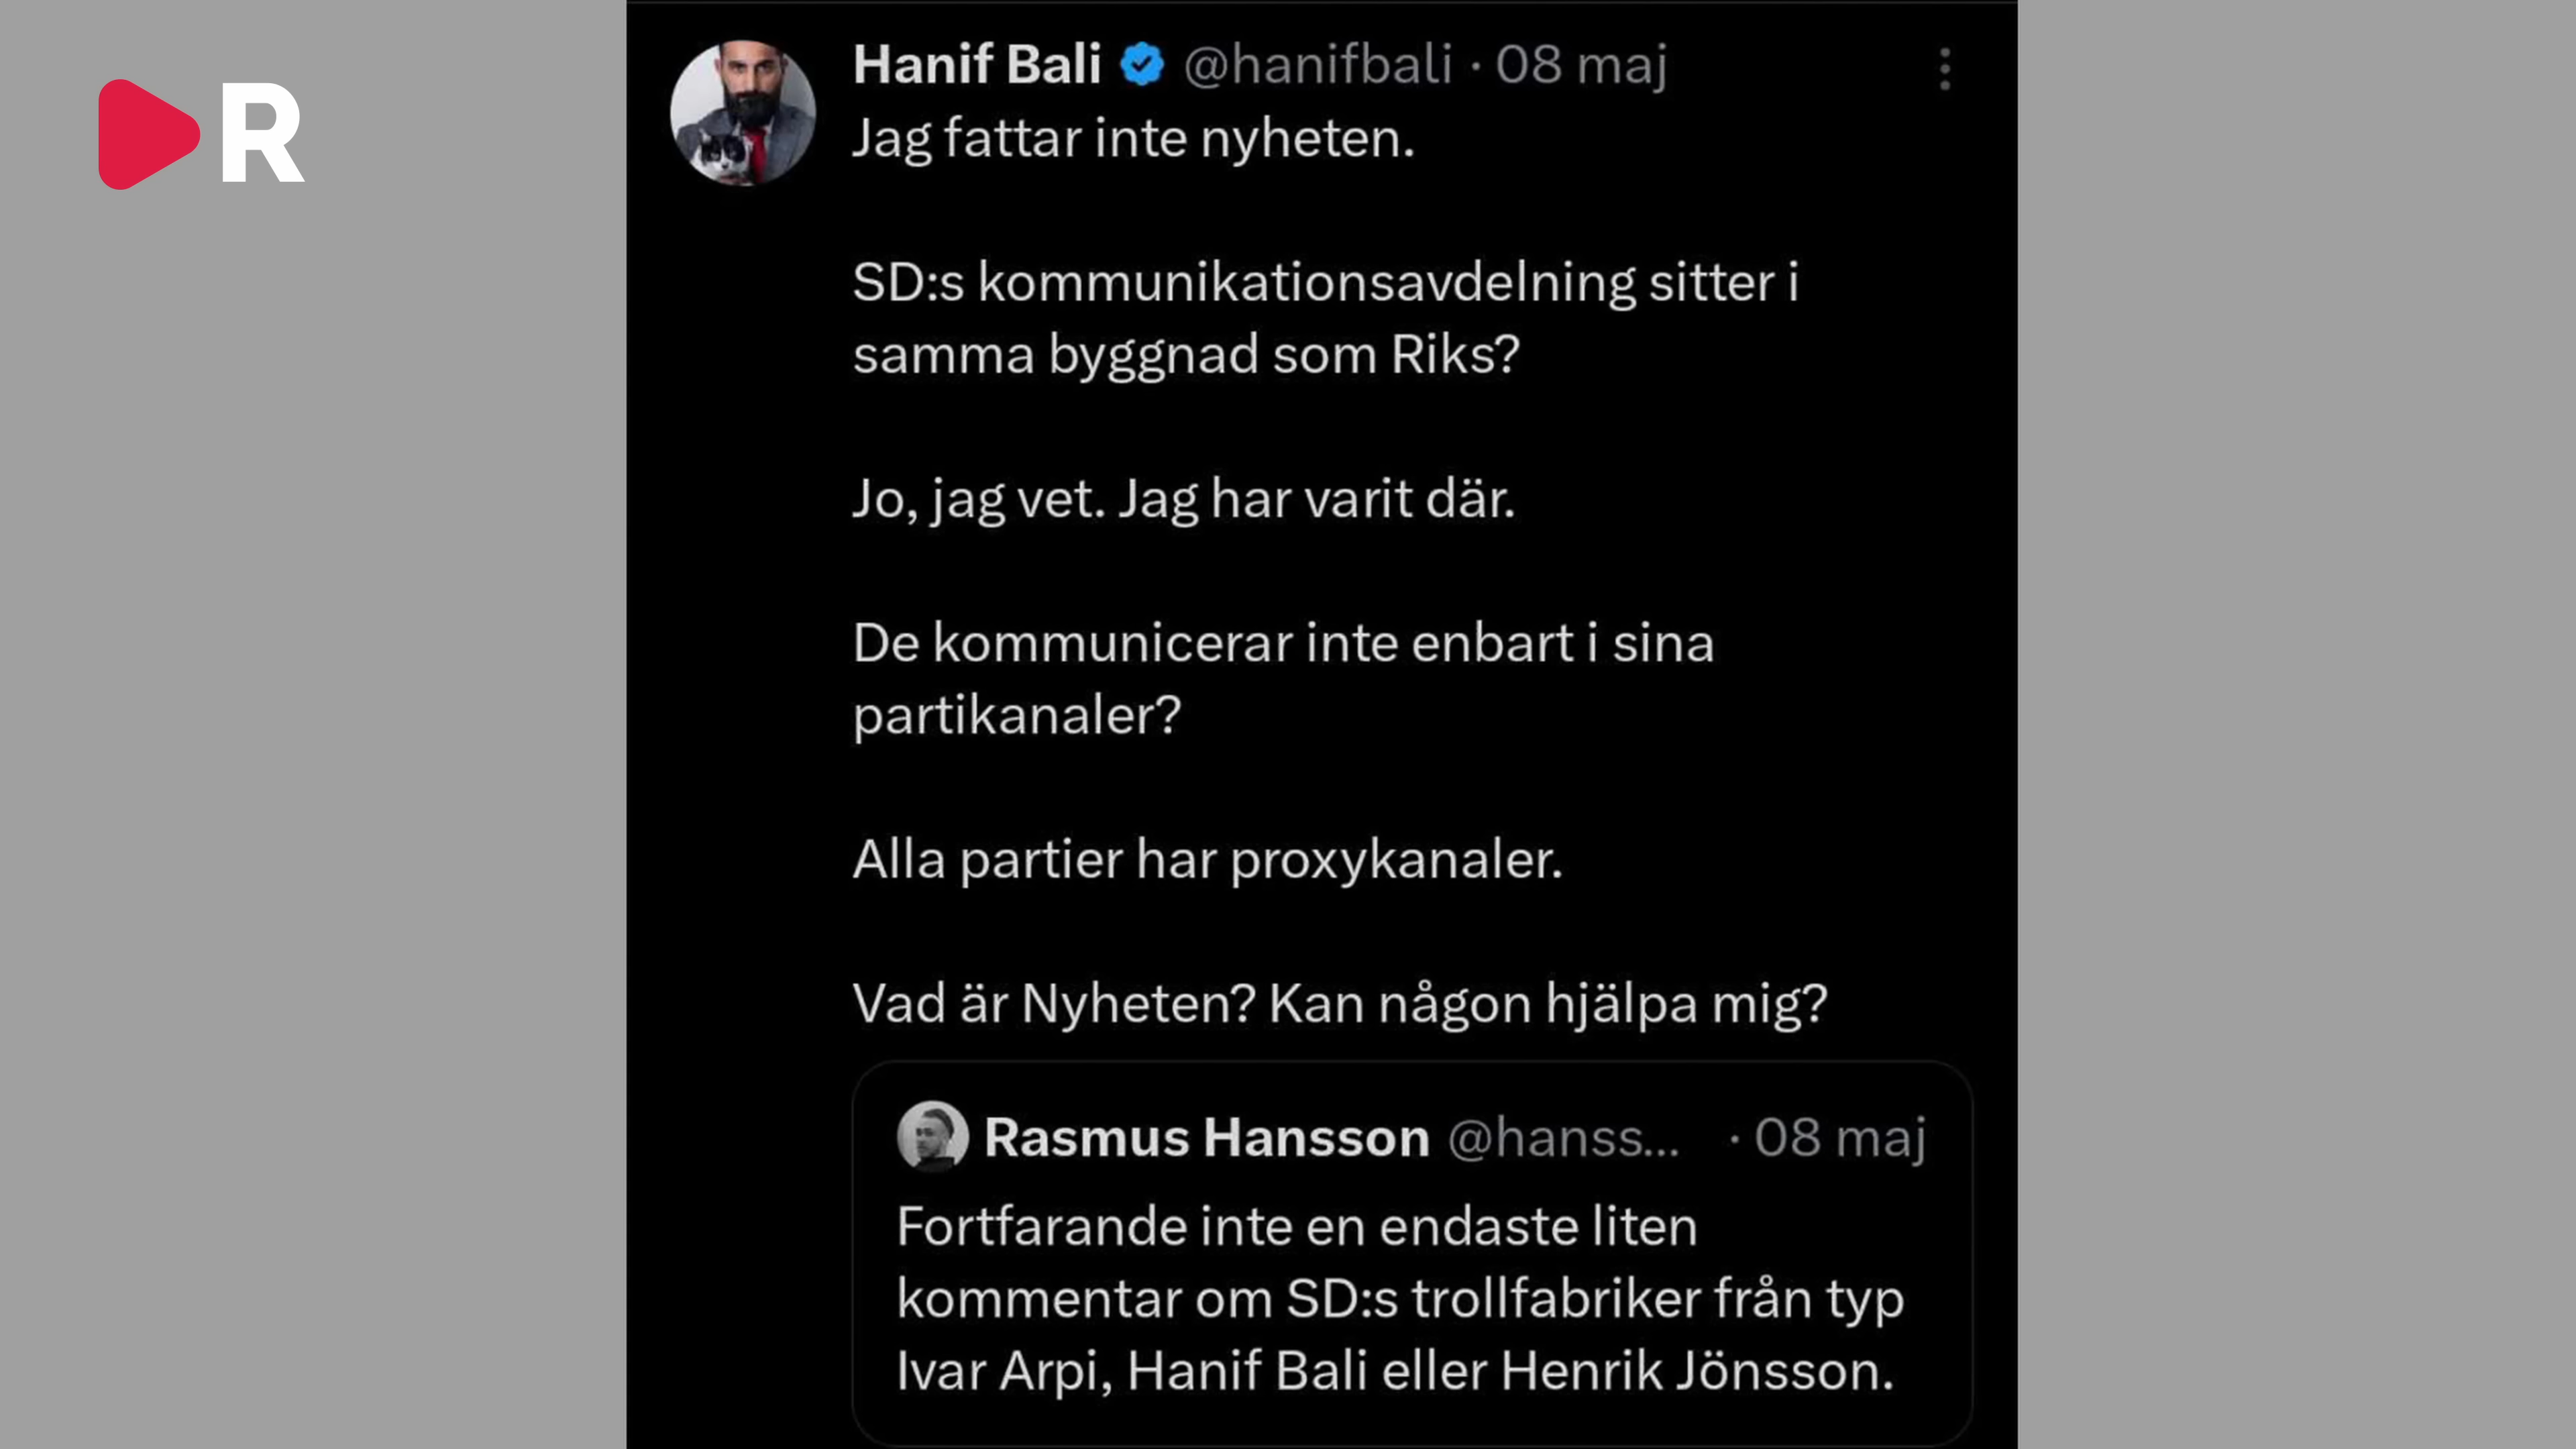 R
Hanif Bali @hanifbali · 08 maj
Jag fattar inte nyheten.
SD:s kommunikationsavdelning sitter i
samma byggnad som Riks?
Jo, jag vet. Jag har varit där.
De kommunicerar inte enbart i sina
partikanaler?
Alla partier har proxykanaler.
Vad är Nyheten? Kan någon hjälpa mig?
Rasmus Hansson @hanss... · 08 maj
Fortfarande inte en endaste liten
kommentar om SD:s trollfabriker från typ
Ivar Arpi, Hanif Bali eller Henrik Jönsson.